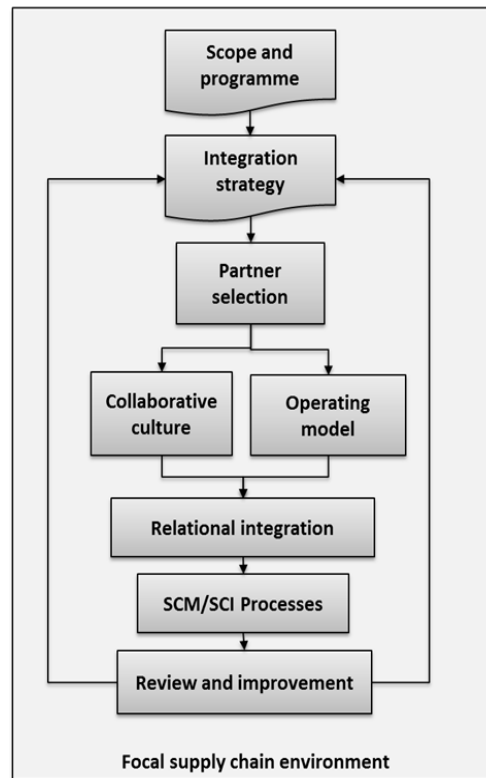 Scope and
programme
Integration
strategy
Partner
selection
Collaborative
culture
Operating
model
Relational integration
SCM/SCI Processes
Review and improvement
Focal supply chain environment